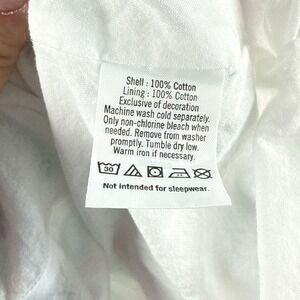 Shell : 100% Cotton
Lining : 100% Cotton
Exclusive of decoration
Machine wash cold separately.
Only non-chlorine bleach when
needed. Remove from washer
promptly. Tumble dry low.
Warm iron if necessary.
30
Not intended for sleepwear.